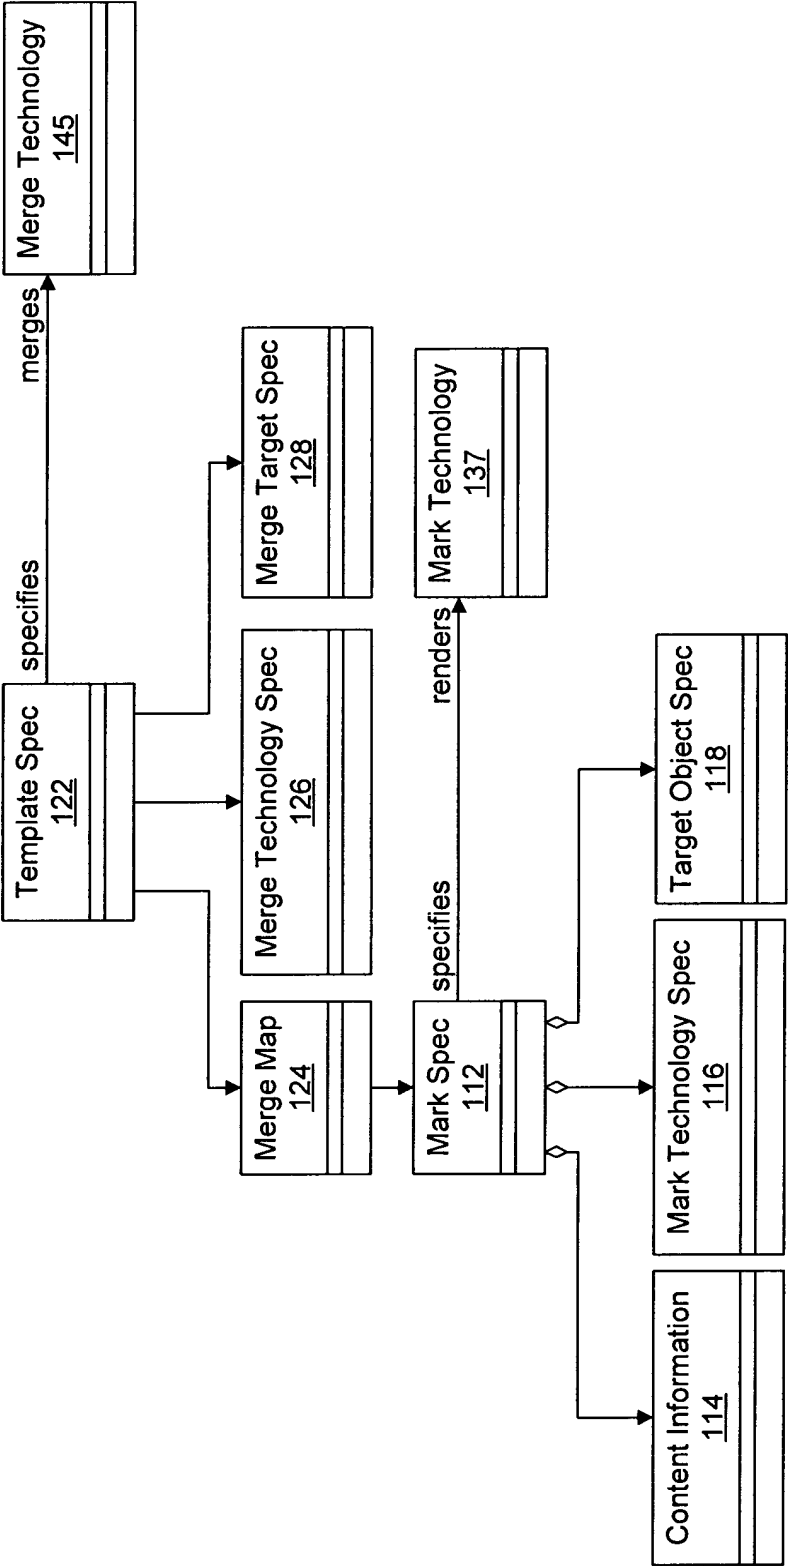 Template Spec
122
specifies
merges
Merge Technology
145
Merge Map
124
Merge Technology Spec
126
Merge Target Spec
128
Mark Spec
112
specifies
renders
Mark Technology
137
Content Information
114
Mark Technology Spec
116
Target Object Spec
118